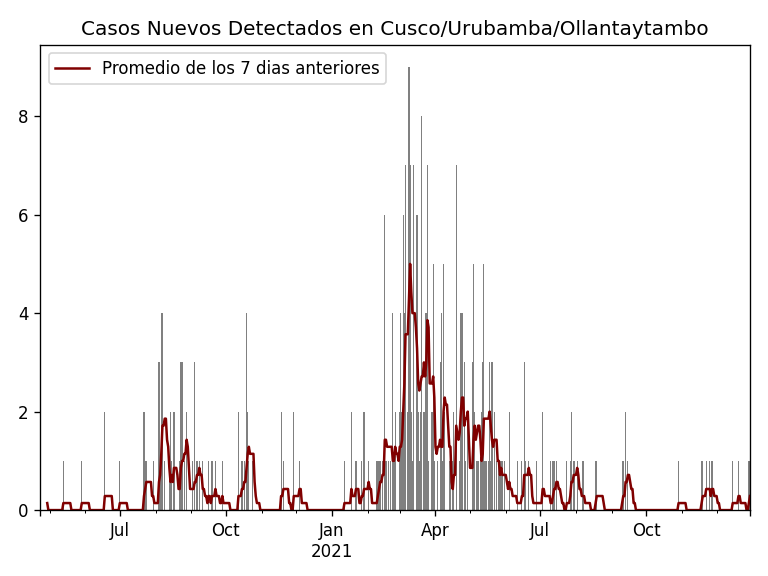 Casos Nuevos Detectados en Cusco/Urubamba/Ollantaytambo
Promedio de los 7 dias anteriores
8
6
4
2
0
Jul
Oct
Jan
2021
Apr
Jul
Oct